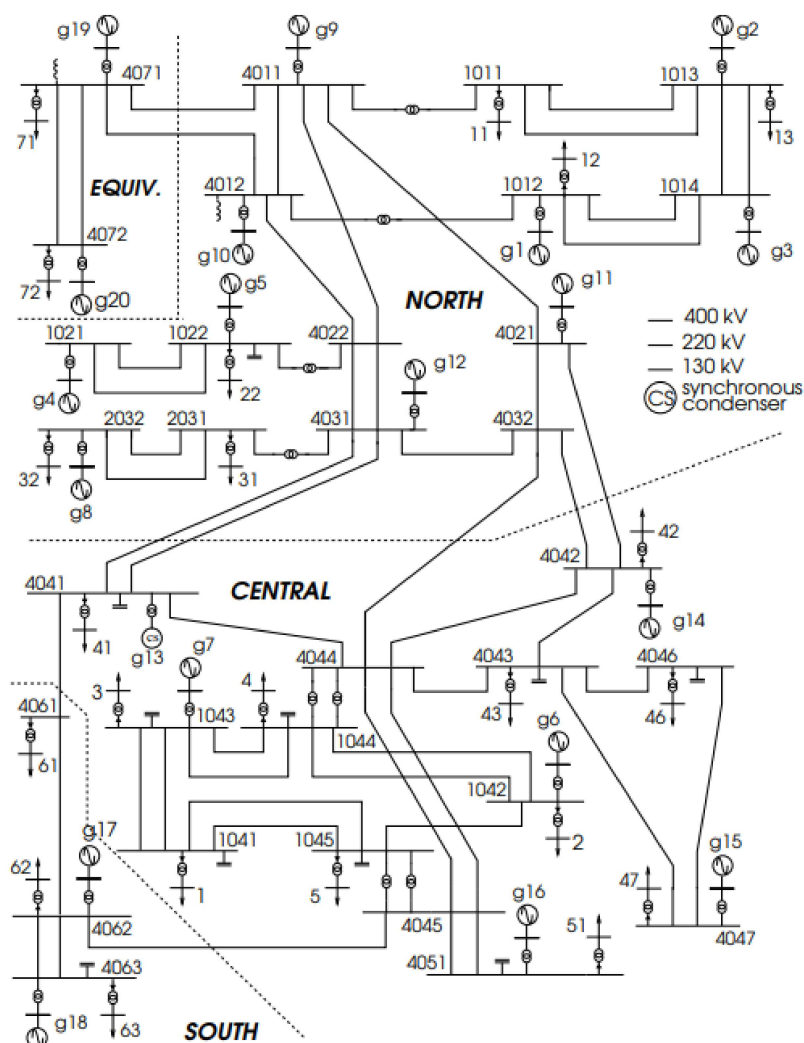 g19 g9 g2
4071 4011 1011 1013
71 11 13
12
EQUIV. 4012 1012 1014
4072 g10 g1 g3
72 g20 g5 NORTH g11
400 kV
220 kV
130 kV
CS synchronous
condenser
1021 1022 4022 4021
g4 22 g12
2032 2031 4031 4032
32 g8 31
42
4041 CENTRAL 4042
41 CS g13 g7 g14
3 4 4044 4043 4046
4061 1043 1044 43 46
61 g6
1042
g17 1041 1045 2 g15
62 1 5 g16 47
4062 4045 51 4047
4063 4051
g18 63 SOUTH